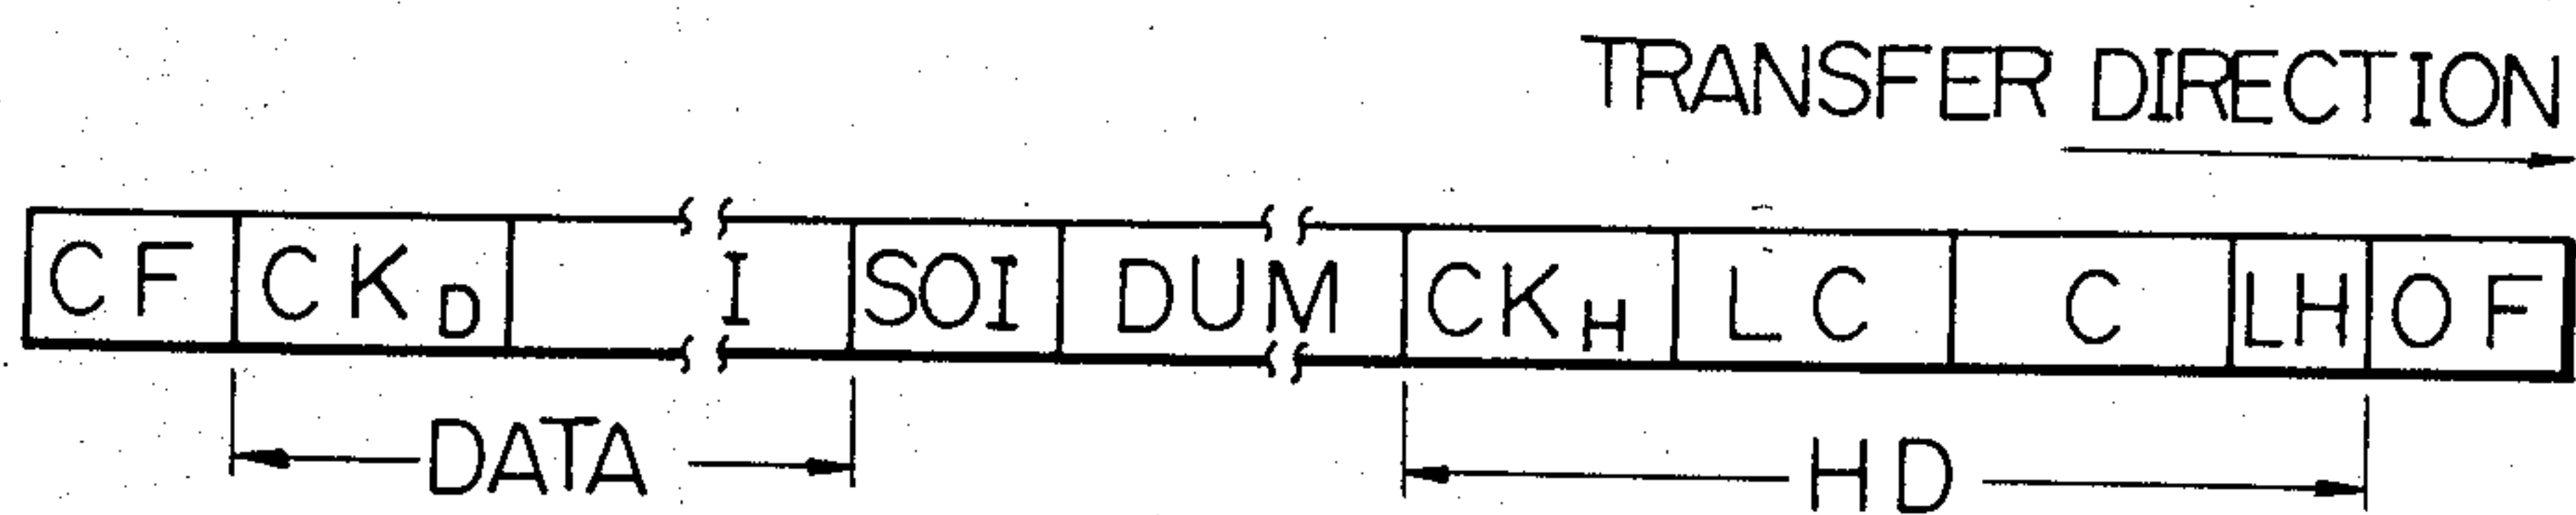 TRANSFER DIRECTION
CF CKD I SOI DUM CKH LC C LH OF
DATA HD